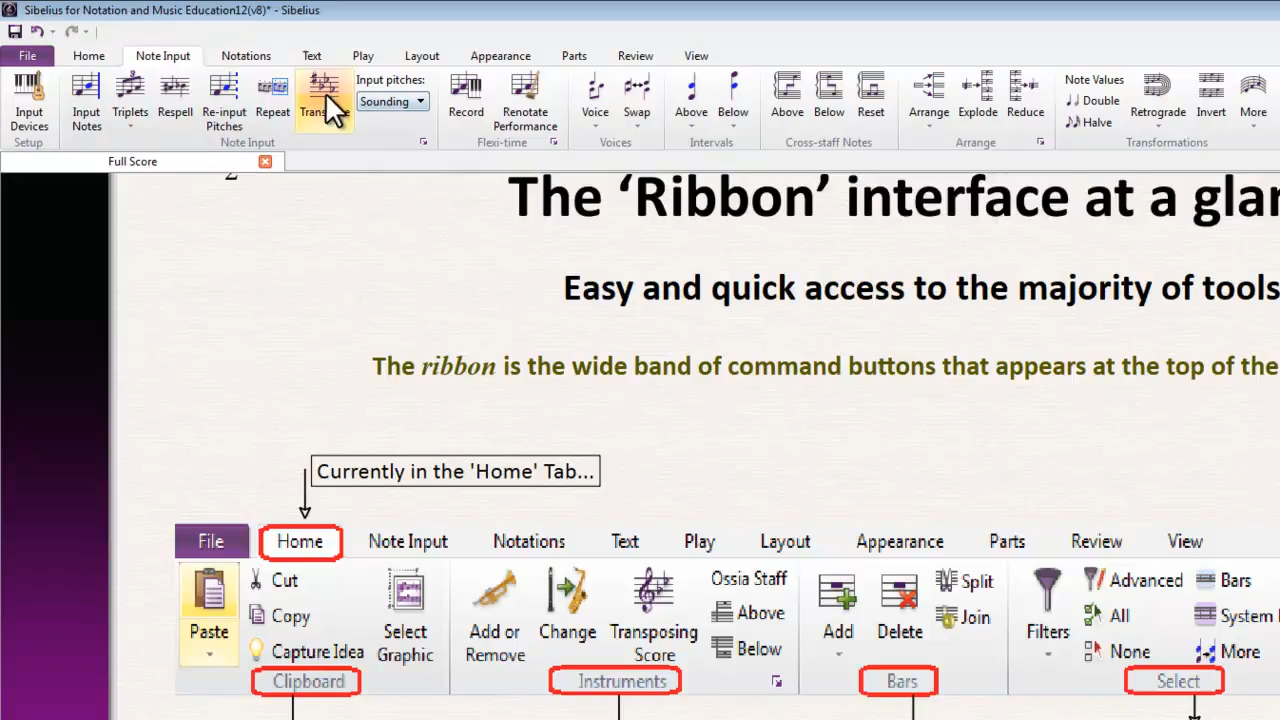 Sibelius for Notation and Music Education12(v8)* - Sibelius
File Home Note Input Notations Text Play Layout Appearance Parts Review View
Input Devices
Input Notes
Triplets
Respell
Re-input Pitches
Repeat
Input pitches:
Sounding
Record
Renotate Performance
Voice
Swap
Above
Below
Above
Below
Reset
Arrange
Explode
Reduce
Note Values
Double
Halve
Retrograde
Invert
More
Setup Note Input Flexi-time Voices Intervals Cross-staff Notes Arrange Transformations
Full Score
2
The ‘Ribbon’ interface at a
Easy and quick access to the majority of tools
The ribbon is the wide band of command buttons that appears at the top of the
Currently in the 'Home' Tab...
File Home Note Input Notations Text Play Layout Appearance Parts Review View
Paste
Cut
Copy
Capture Idea
Select Graphic
Add or Remove
Change
Transposing Score
Ossia Staff
Above
Below
Add
Delete
Split
Join
Filters
Advanced
All
None
Bars
System
More
Clipboard Instruments Bars Select